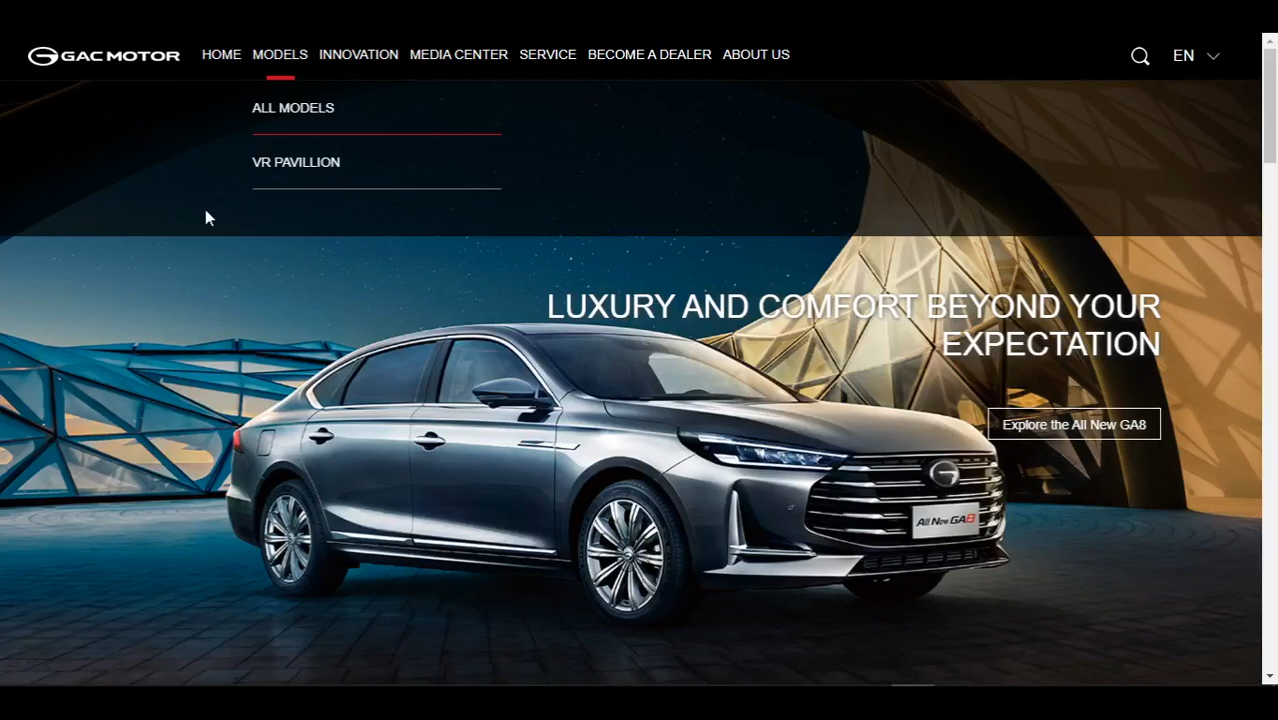 GAC MOTOR HOME MODELS INNOVATION MEDIA CENTER SERVICE BECOME A DEALER ABOUT US EN
ALL MODELS
VR PAVILLION
LUXURY AND COMFORT BEYOND YOUR
EXPECTATION
Explore the All New GA8
All New GA8